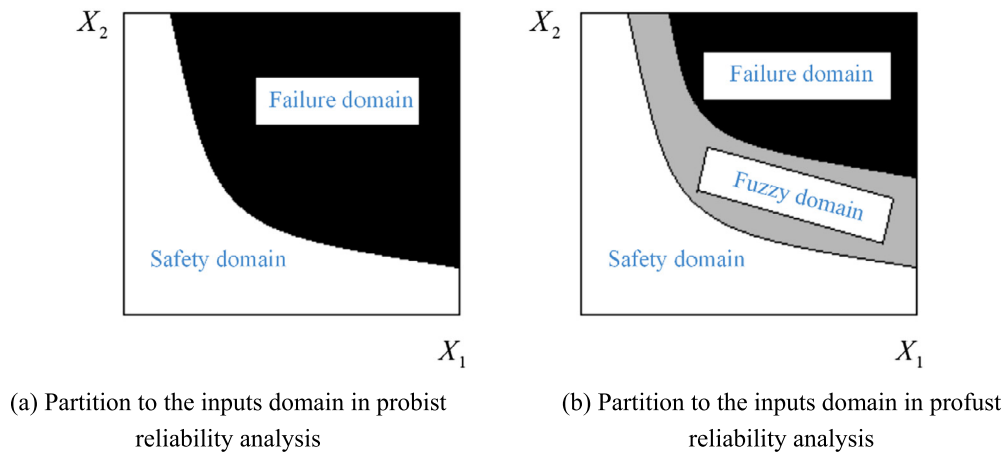 X2
Failure domain
Safety domain
X1
(a) Partition to the inputs domain in probist
reliability analysis
X2
Failure domain
Fuzzy domain
Safety domain
X1
(b) Partition to the inputs domain in profust
reliability analysis